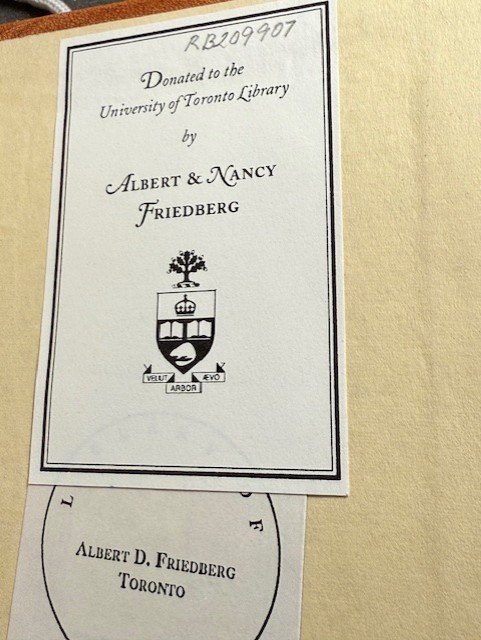 RB209907
Donated to the
University of Toronto Library
by
Albert & Nancy
Friedberg
VELUT
ARBOR
ÆVO
L
O F
Albert D. Friedberg
Toronto